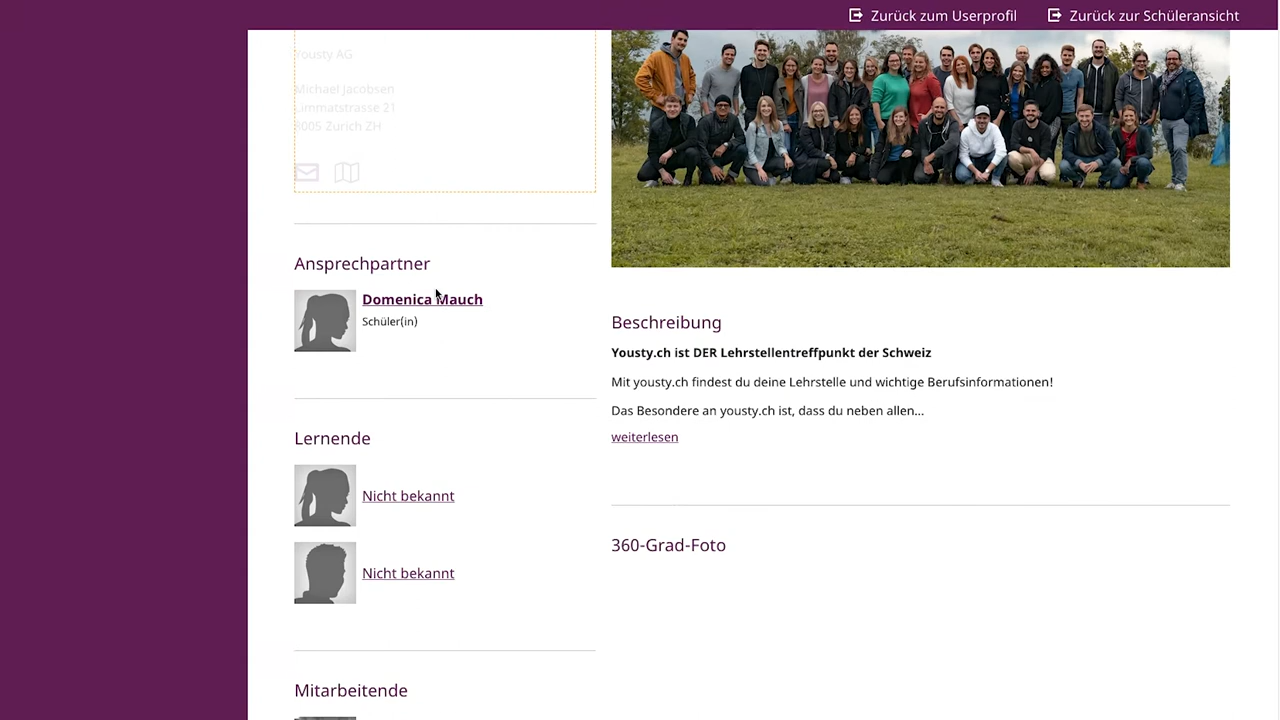 Zurück zum Userprofil
Zurück zur Schüleransicht
Yousty AG
Michael Jacobsen
Limmatstrasse 21
8005 Zürich ZH
Ansprechpartner
Domenica Mauch
Schüler(in)
Lernende
Nicht bekannt
Nicht bekannt
Mitarbeitende
Beschreibung
Yousty.ch ist DER Lehrstellentreffpunkt der Schweiz
Mit yousty.ch findest du deine Lehrstelle und wichtige Berufsinformationen!
Das Besondere an yousty.ch ist, dass du neben allen...
weiterlesen
360-Grad-Foto